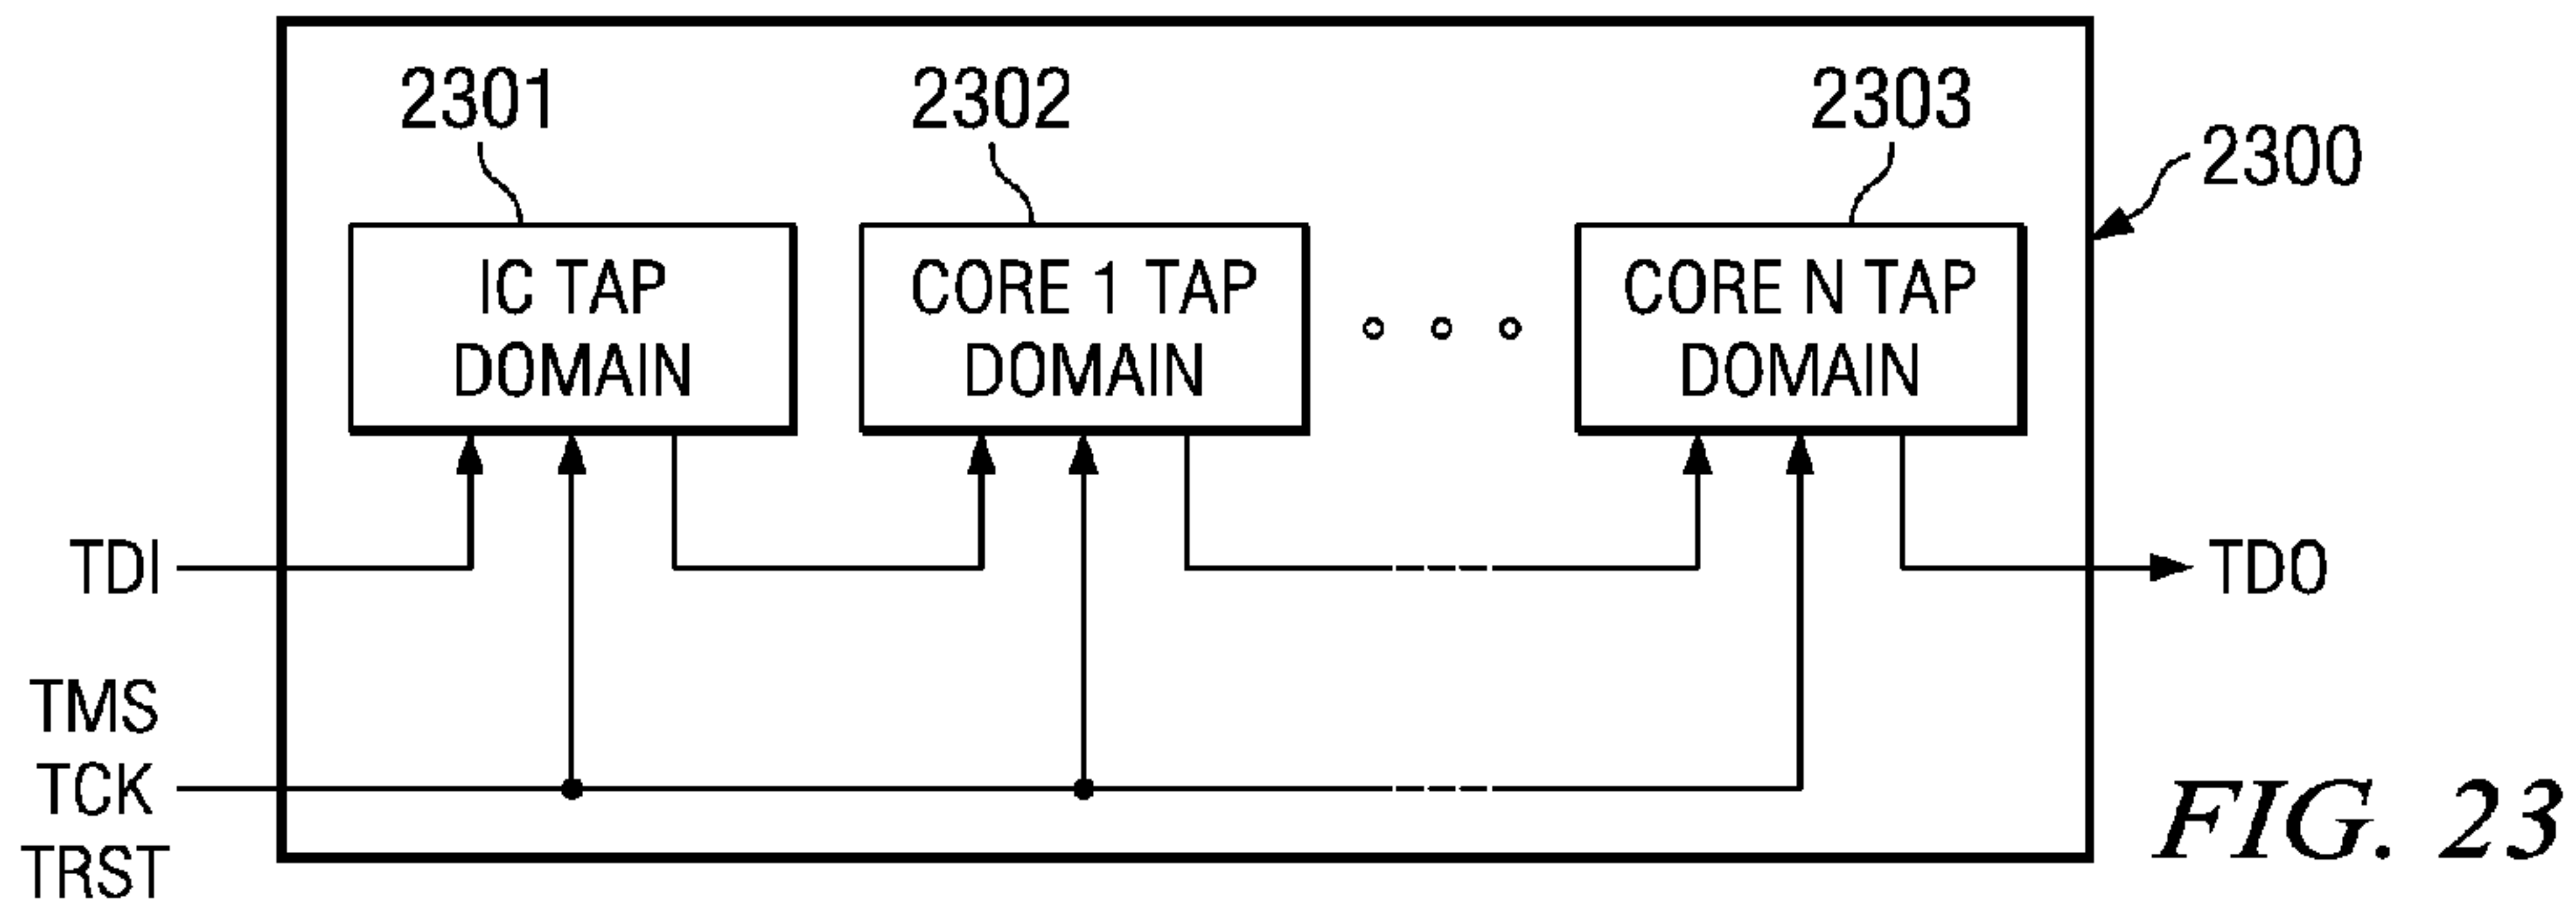 2301
2302
2303
2300
IC TAP
DOMAIN
CORE 1 TAP
DOMAIN
CORE N TAP
DOMAIN
TDI
TDO
TMS
TCK
TRST
FIG. 23